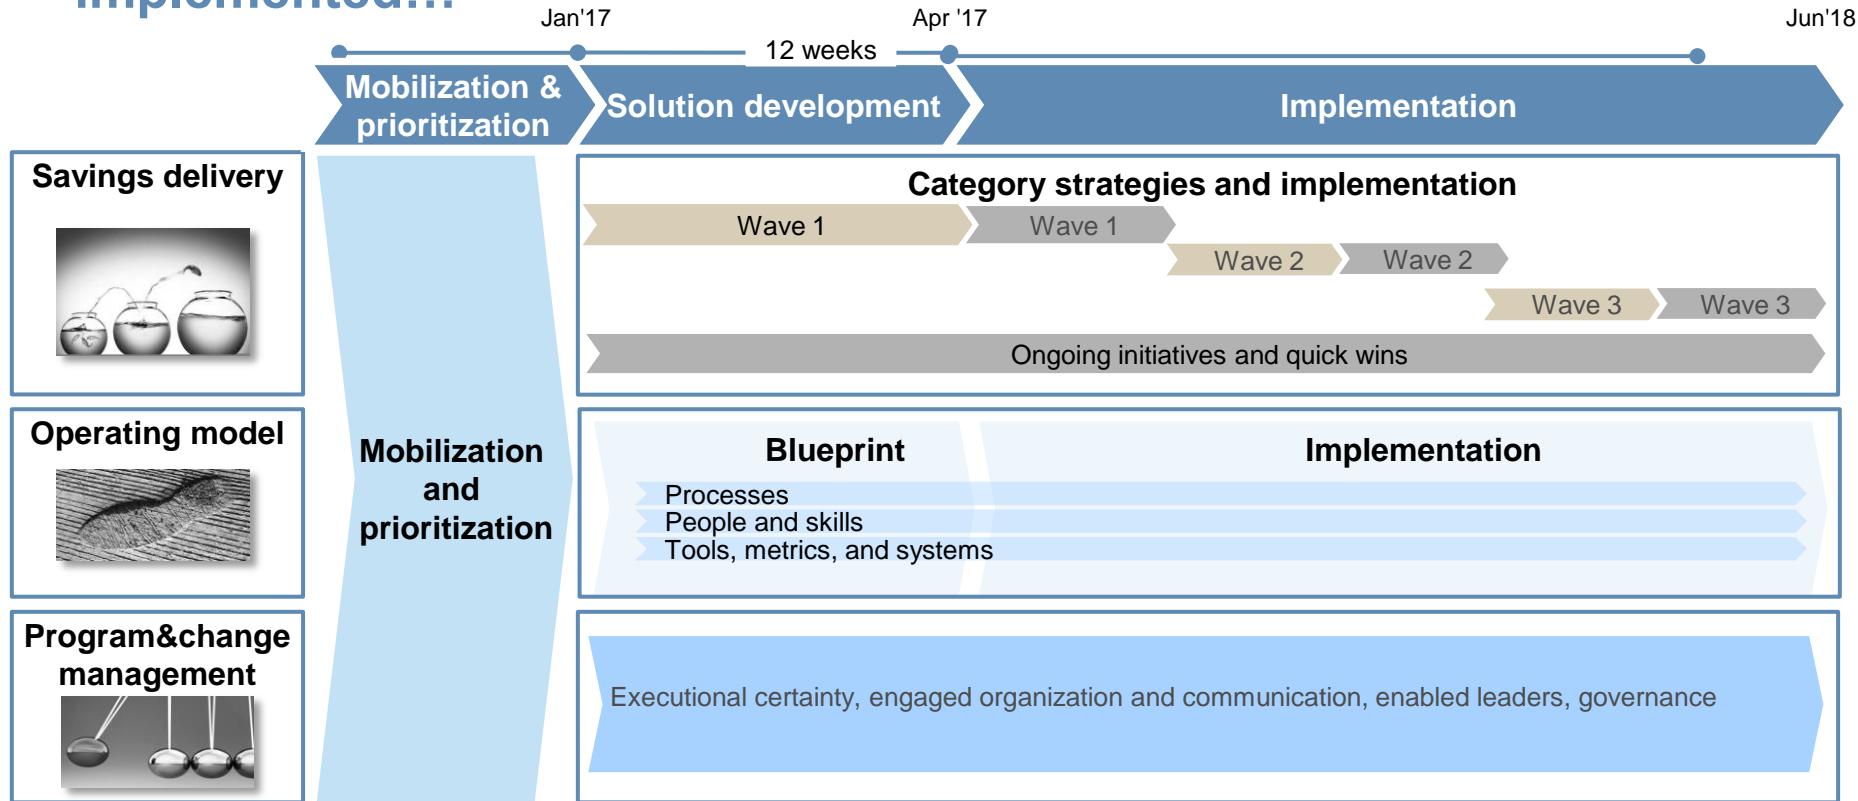 implemented!!!
Jan'17
Apr '17
Jun'18
12 weeks
Mobilization &
prioritization
Solution development
Implementation
Savings delivery
Category strategies and implementation
Wave 1
Wave 1
Wave 2
Wave 2
Wave 3
Wave 3
Ongoing initiatives and quick wins
Operating model
Mobilization
and
prioritization
Blueprint
Implementation
Processes
People and skills
Tools, metrics, and systems
Program&change
management
Executional certainty, engaged organization and communication, enabled leaders, governance